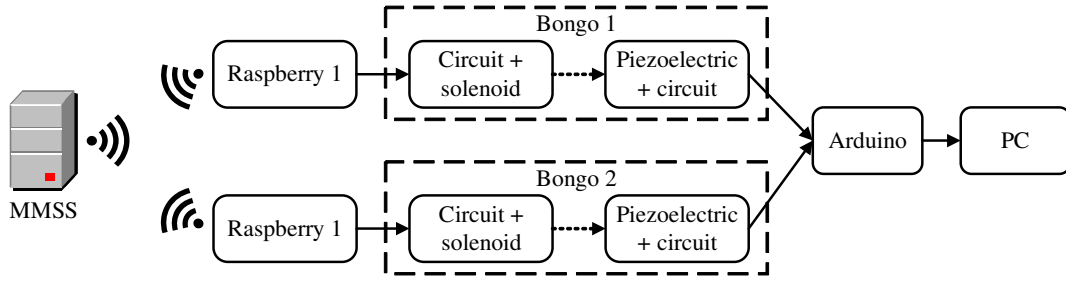 Bongo 1
Raspberry 1
Circuit +
solenoid
Piezoelectric
+ circuit
MMSS
Arduino
PC
Bongo 2
Raspberry 1
Circuit +
solenoid
Piezoelectric
+ circuit